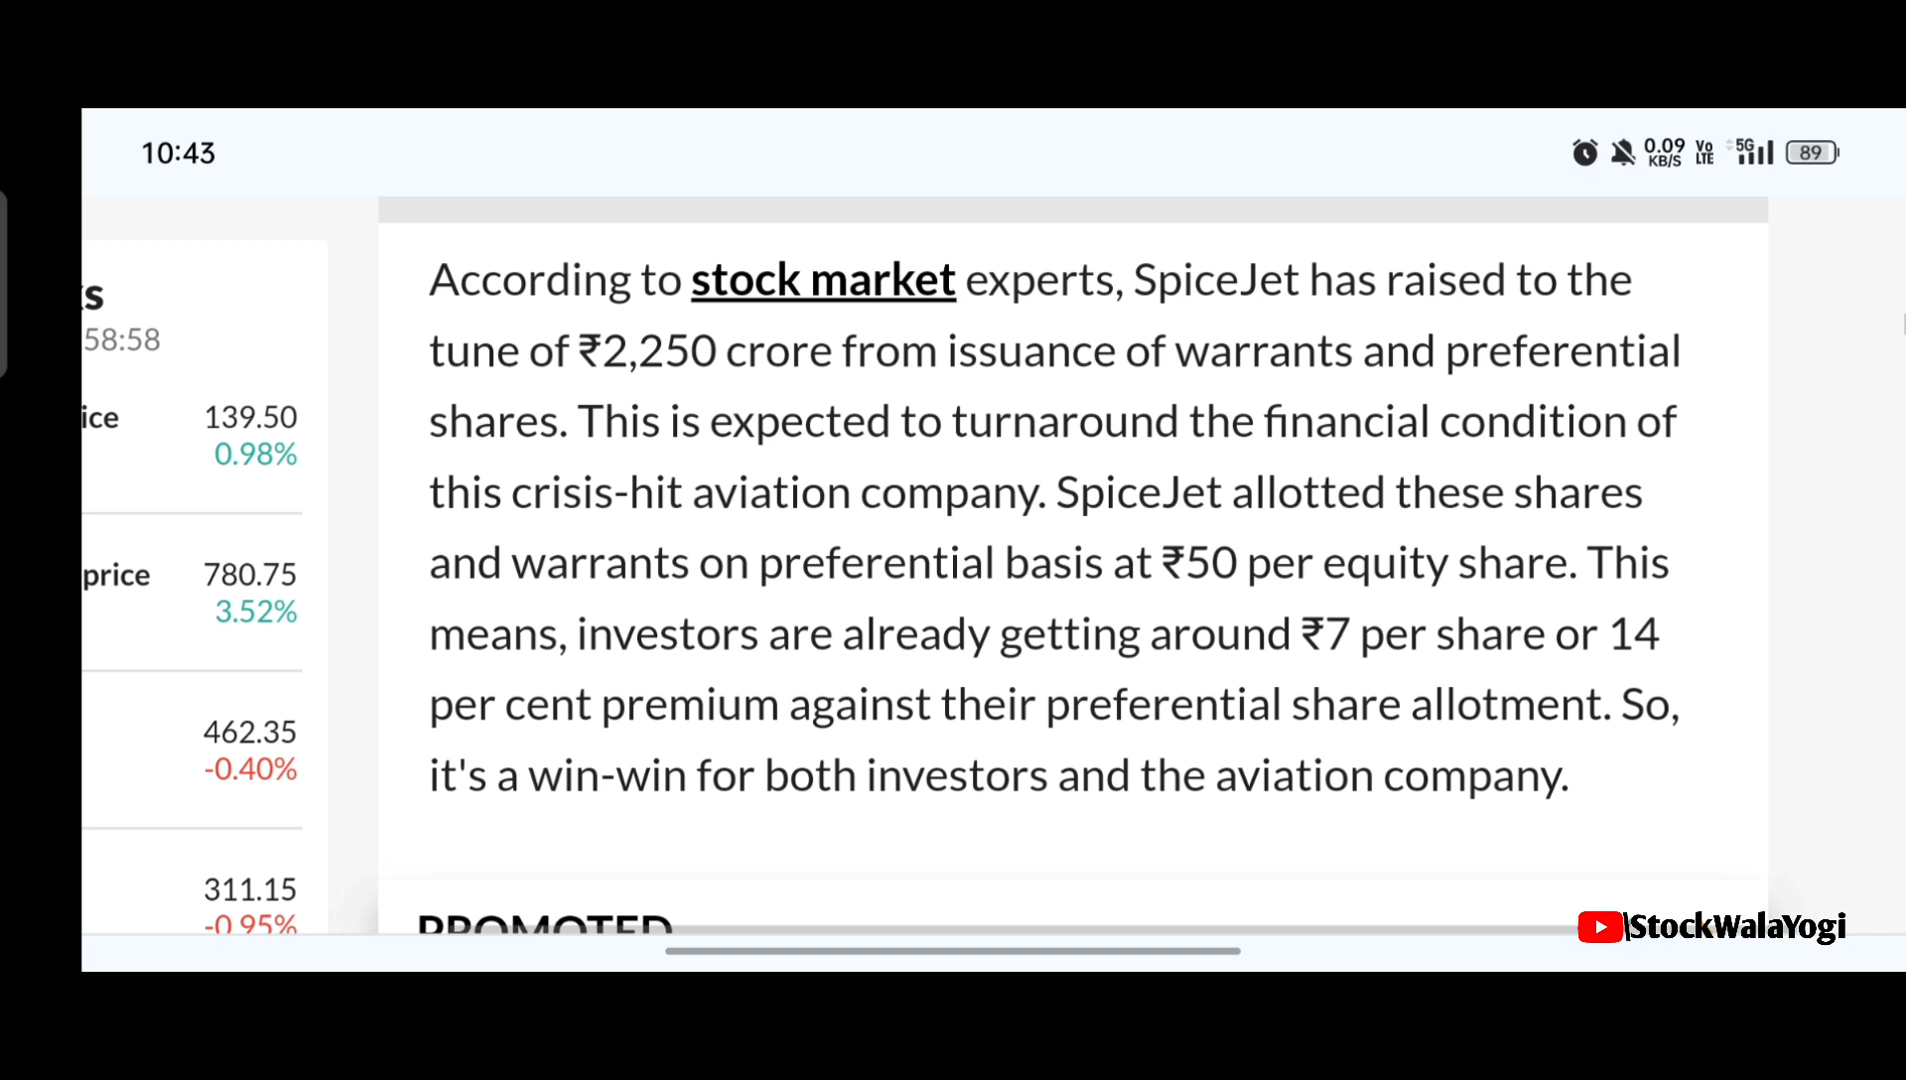 10:43
0.09
KB/S
Vo
LTE
5G
89
s
58:58
ice 139.50
0.98%
price 780.75
3.52%
462.35
-0.40%
311.15
-0.95%
According to stock market experts, SpiceJet has raised to the
tune of ₹2,250 crore from issuance of warrants and preferential
shares. This is expected to turnaround the financial condition of
this crisis-hit aviation company. SpiceJet allotted these shares
and warrants on preferential basis at ₹50 per equity share. This
means, investors are already getting around ₹7 per share or 14
per cent premium against their preferential share allotment. So,
it's a win-win for both investors and the aviation company.
PROMOTED
\StockWalaYogi